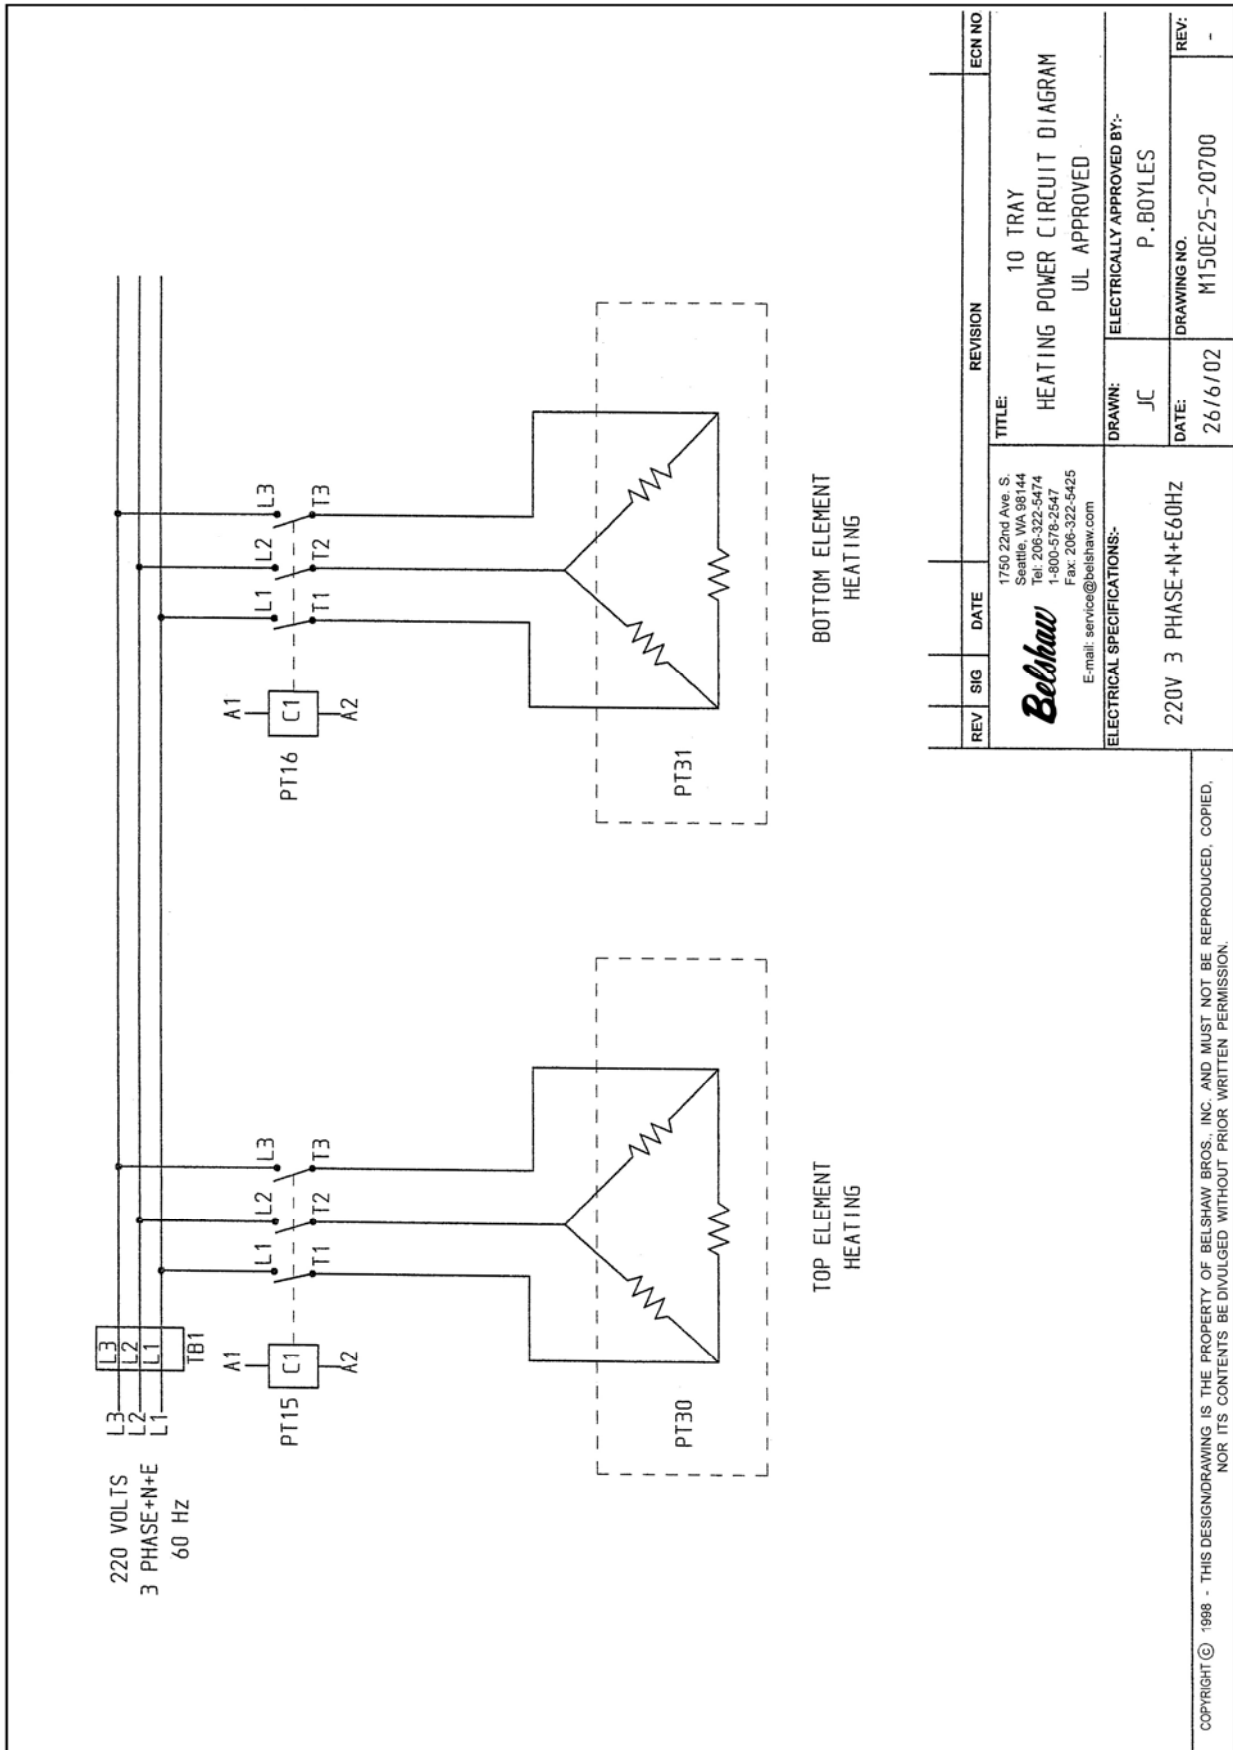 220 VOLTS
3 PHASE+N+E
60 Hz
L3
L2
L1
L3
L2
L1
TB1
A1
C1
A2
PT15
L1
L2
L3
T1
T2
T3
PT30
TOP ELEMENT
HEATING
A1
C1
A2
PT16
L1
L2
L3
T1
T2
T3
PT31
BOTTOM ELEMENT
HEATING
REV SIG DATE REVISION ECN NO
Belshaw
1750 22nd Ave. S.
Seattle, WA 98144
Tel: 206-322-5474
1-800-578-2547
Fax: 206-322-5425
E-mail: service@belshaw.com
TITLE:
10 TRAY
HEATING POWER CIRCUIT DIAGRAM
UL APPROVED
ELECTRICAL SPECIFICATIONS:-
220V 3 PHASE+N+E60HZ
DRAWN:
JC
ELECTRICALLY APPROVED BY:-
P.BOYLES
DATE:
26/6/02
DRAWING NO.
M150E25-20700
REV:
-
COPYRIGHT © 1998 - THIS DESIGN/DRAWING IS THE PROPERTY OF BELSHAW BROS., INC. AND MUST NOT BE REPRODUCED, COPIED,
NOR ITS CONTENTS BE DIVULGED WITHOUT PRIOR WRITTEN PERMISSION.